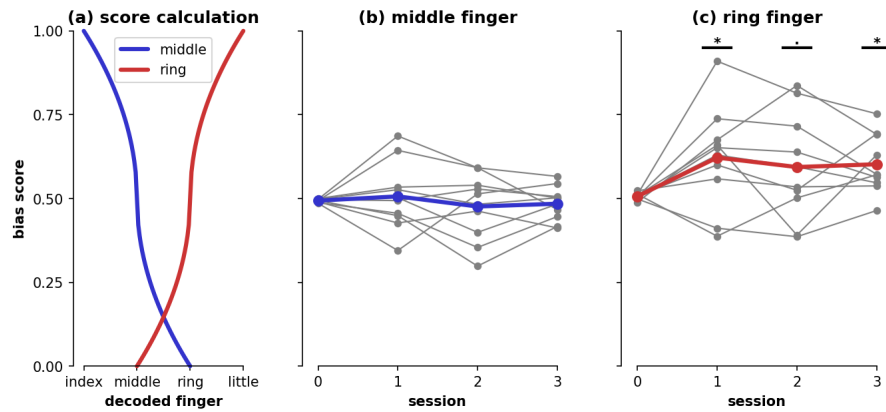 (a) score calculation
1.00
0.75
0.50
0.25
0.00
bias score
middle
ring
index
middle
ring
little
decoded finger
(b) middle finger
0
1
2
3
session
(c) ring finger
*
.
*
0
1
2
3
session